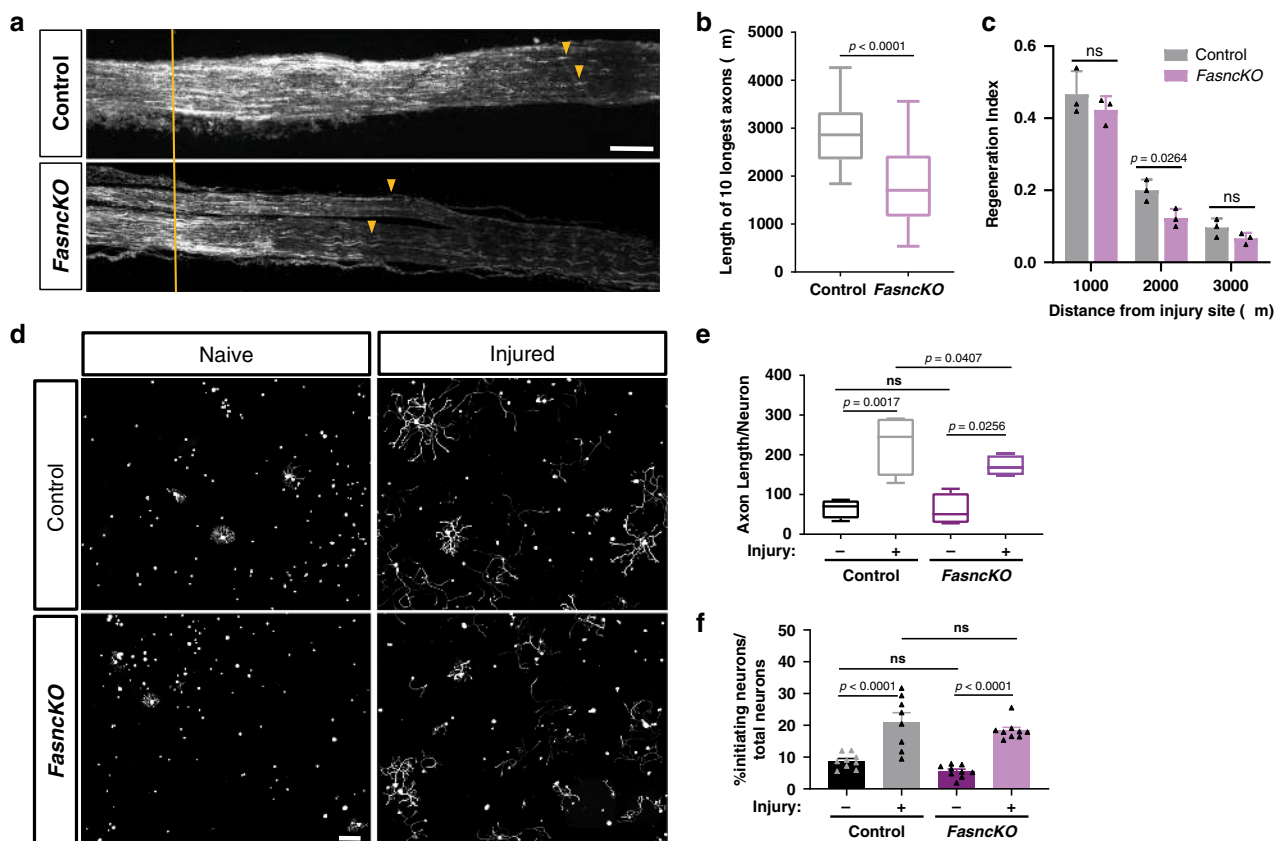 a
Control
FasncKO
b
Length of 10 longest axons ( m)
5000
4000
3000
2000
1000
0
p < 0.0001
Control FasncKO
c
Regeneration Index
0.6
0.4
0.2
0.0
ns
p = 0.0264
ns
Control
FasncKO
1000 2000 3000
Distance from injury site ( m)
d
Naive Injured
Control
FasncKO
e
Axon Length/Neuron
400
300
200
100
0
p = 0.0407
ns
p = 0.0017
p = 0.0256
Injury: – + – +
Control FasncKO
f
%initiating neurons/
total neurons
50
40
30
20
10
0
ns
ns
p < 0.0001 p < 0.0001
Injury: – + – +
Control FasncKO